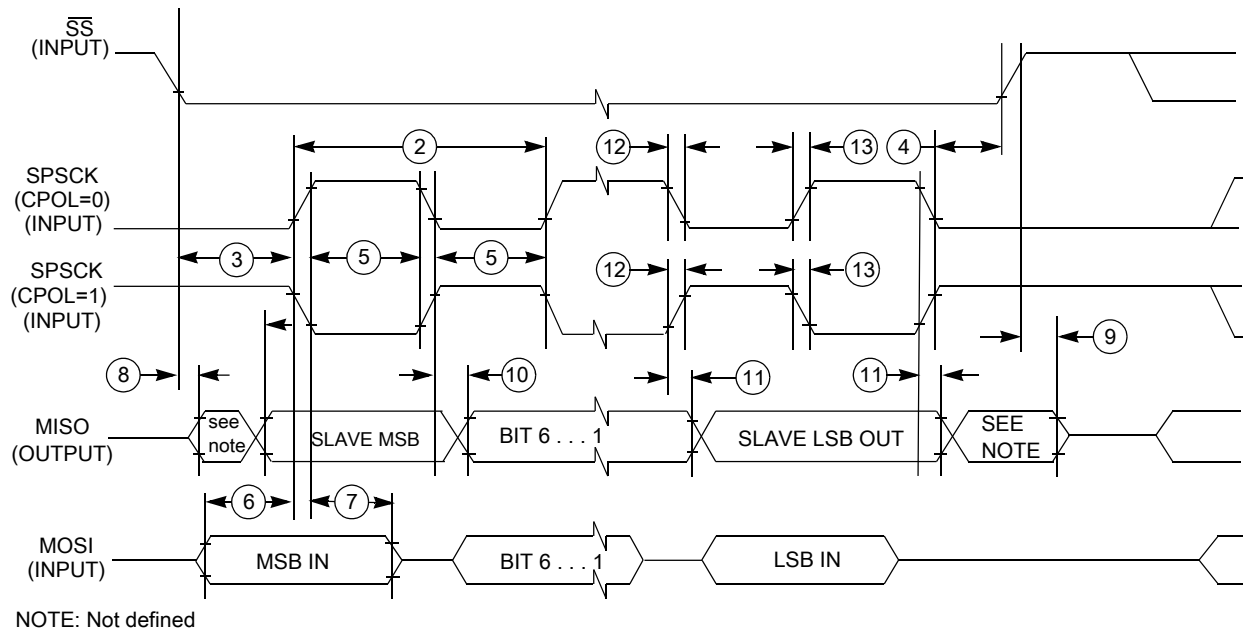 SS
(INPUT)
2
12
13
4
SPSCK
(CPOL=0)
(INPUT)
3
5
5
SPSCK
(CPOL=1)
(INPUT)
12
13
9
8
10
11
11
MISO
(OUTPUT)
see
note
SLAVE MSB
BIT 6 . . . 1
SLAVE LSB OUT
SEE
NOTE
6
7
MOSI
(INPUT)
MSB IN
BIT 6 . . . 1
LSB IN
NOTE: Not defined